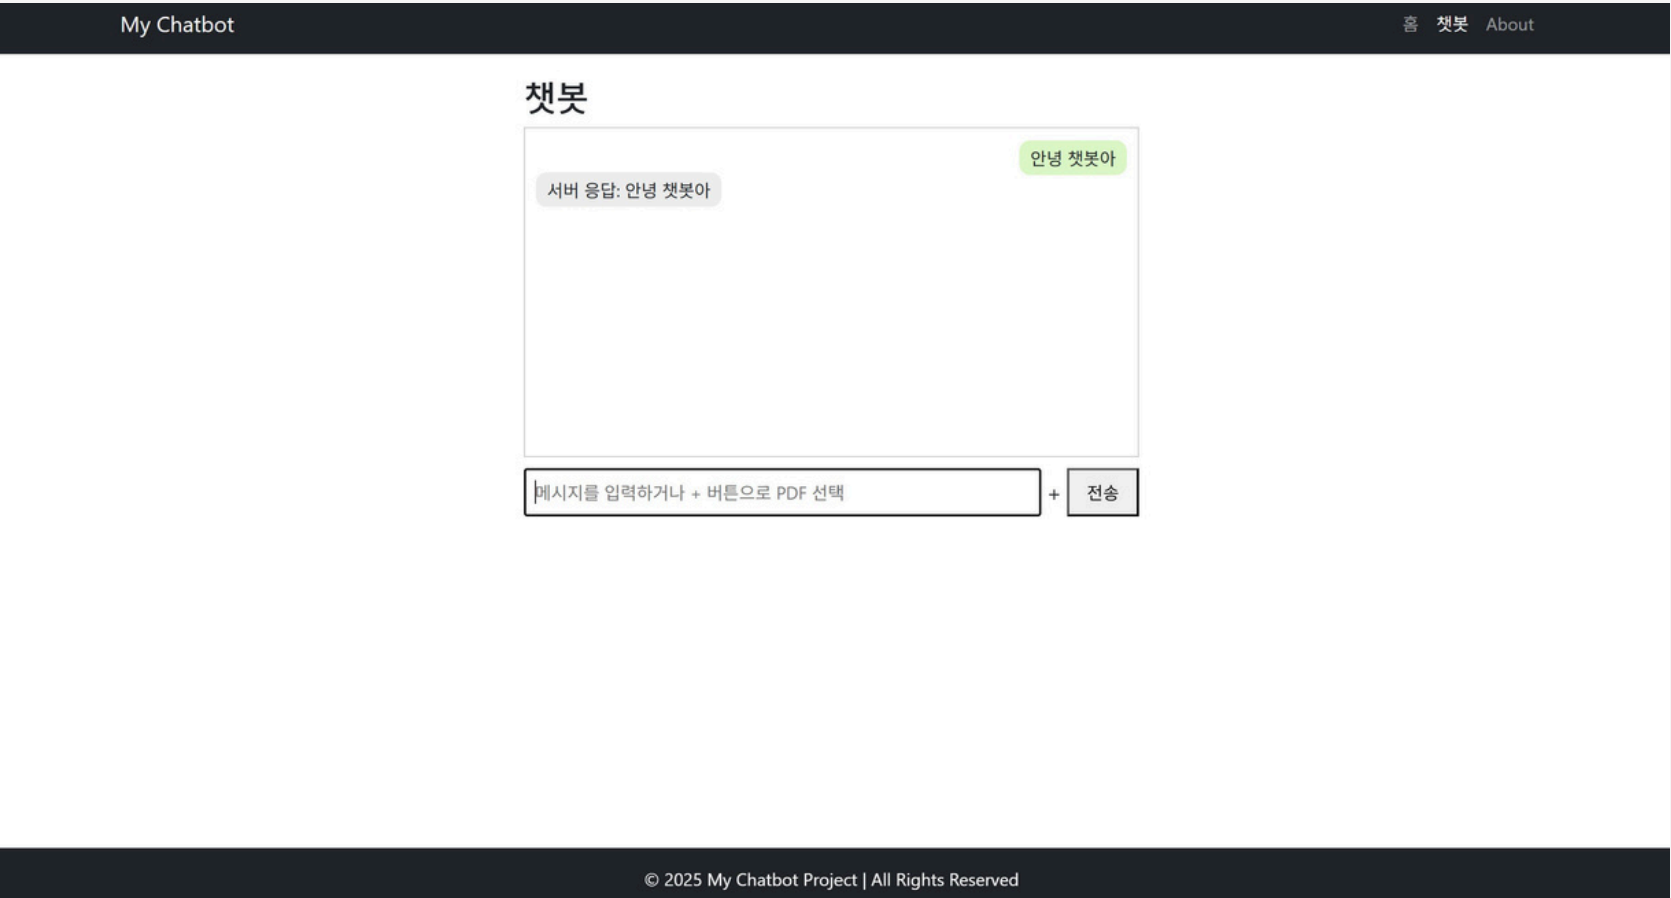 My Chatbot
홈 챗봇 About
챗봇
안녕 챗봇아
서버 응답: 안녕 챗봇아
메시지를 입력하거나 + 버튼으로 PDF 선택
+ 전송
© 2025 My Chatbot Project | All Rights Reserved